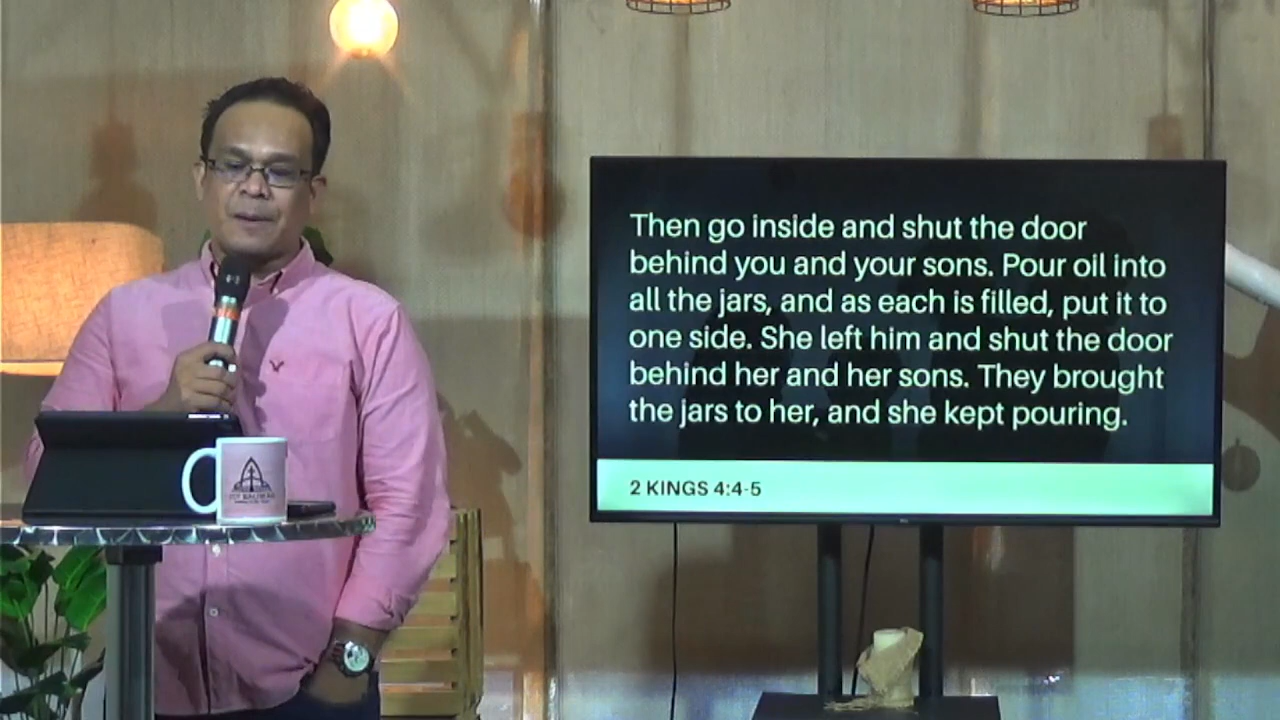 Then go inside and shut the door
behind you and your sons. Pour oil into
all the jars, and as each is filled, put it to
one side. She left him and shut the door
behind her and her sons. They brought
the jars to her, and she kept pouring.
2 KINGS 4:4-5